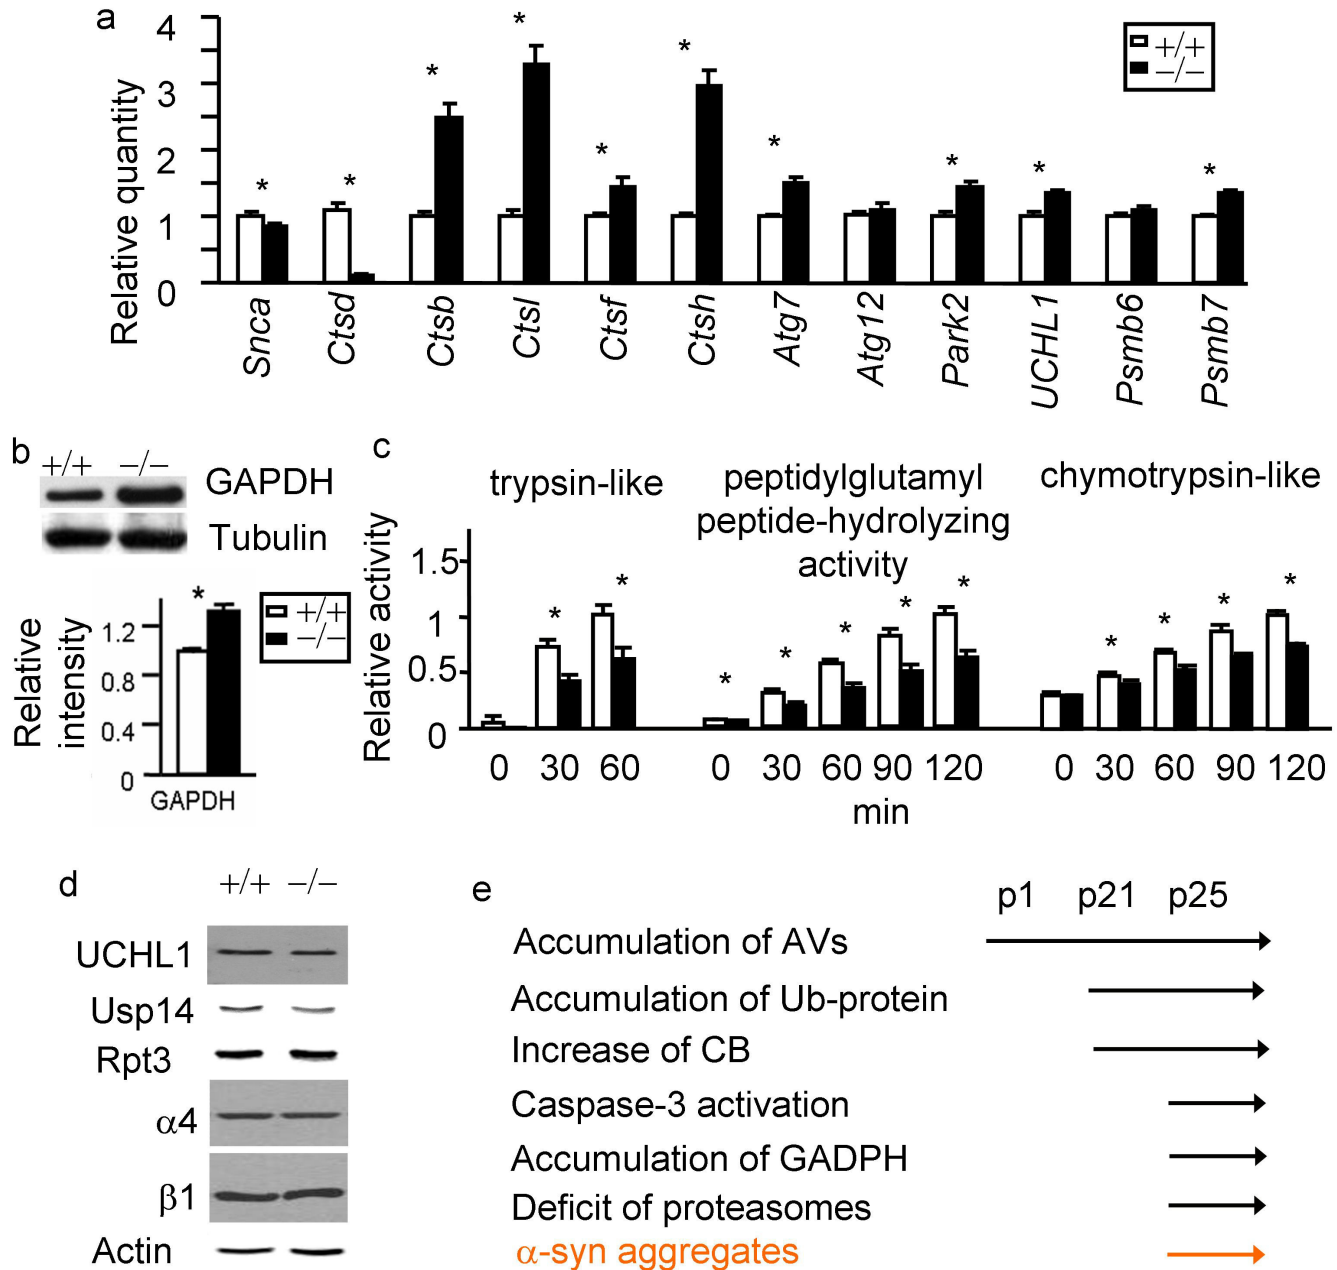 a
4
3
2
1
0
Relative quantity
* * * * * * * * * *
+/+
−/−
Snca Ctsd Ctsb Ctsl Ctsf Ctsh Atg7 Atg12 Park2 UCHL1 Psmb6 Psmb7
b
+/+ −/−
GAPDH
Tubulin
Relative
intensity
1.2
0.8
0.4
0
*
+/+
−/−
GAPDH
c
trypsin-like
peptidylglutamyl
peptide-hydrolyzing
activity
chymotrypsin-like
Relative activity
1.5
1
0.5
0
* * * * * * * * * * *
0 30 60 0 30 60 90 120 0 30 60 90 120
min
d
+/+ −/−
UCHL1
Usp14
Rpt3
α4
β1
Actin
e
p1 p21 p25
Accumulation of AVs
Accumulation of Ub-protein
Increase of CB
Caspase-3 activation
Accumulation of GADPH
Deficit of proteasomes
α-syn aggregates